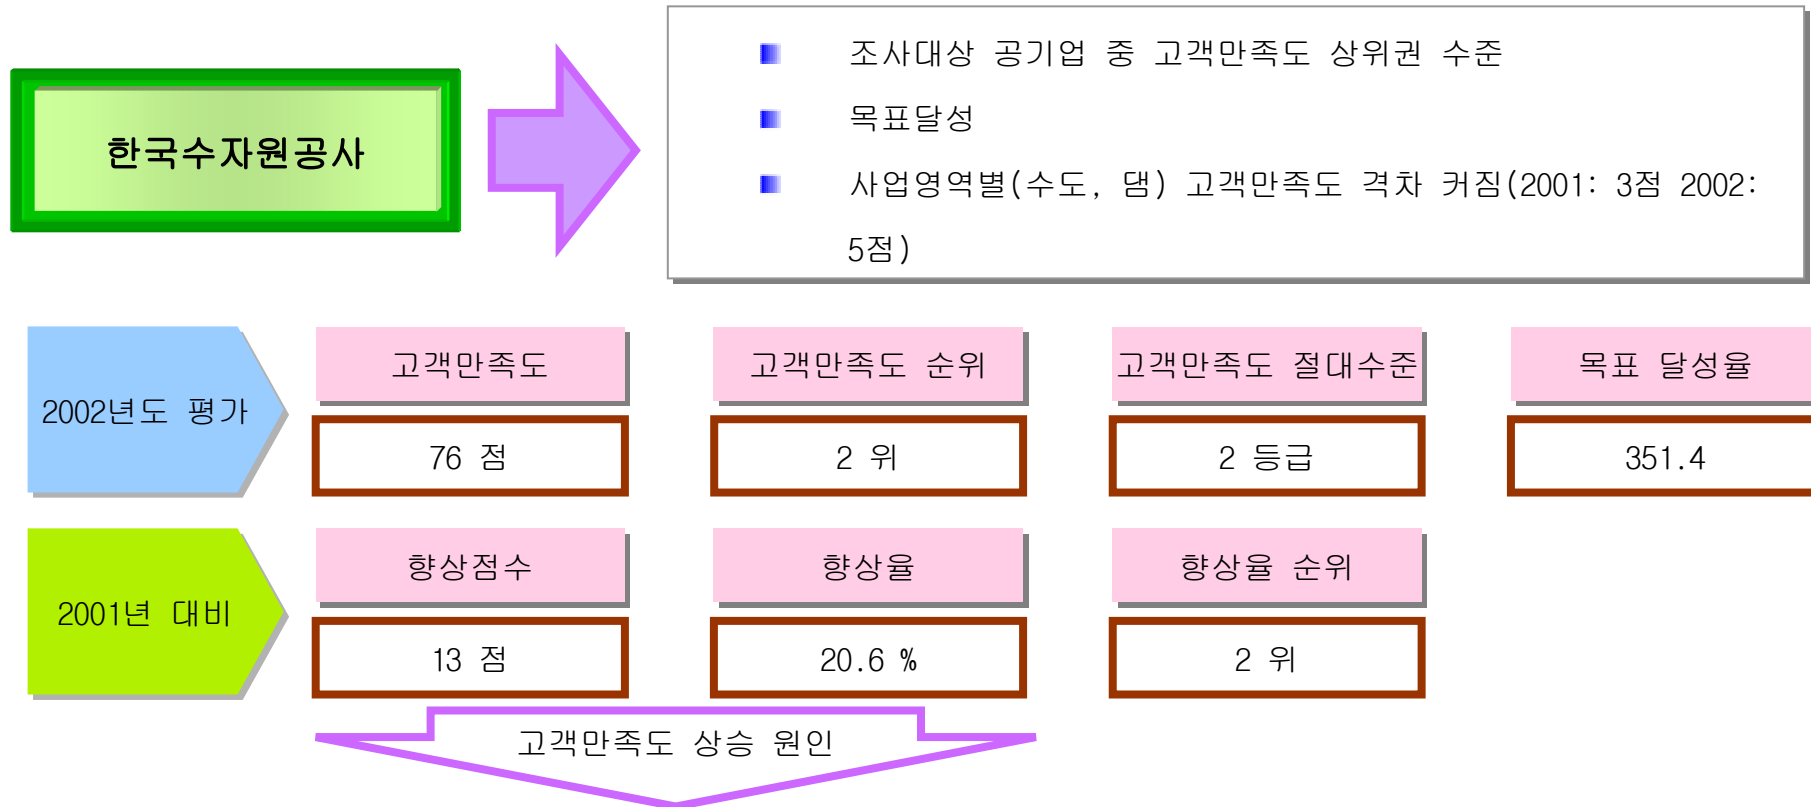 한국수자원공사
조사대상 공기업 중 고객만족도 상위권 수준
목표달성
사업영역별(수도, 댐) 고객만족도 격차 커짐(2001: 3점 2002:
5점)
2002년도 평가
고객만족도
고객만족도 순위
고객만족도 절대수준
목표 달성율
76 점
2 위
2 등급
351.4
2001년 대비
향상점수
향상율
향상율 순위
13 점
20.6 %
2 위
고객만족도 상승 원인